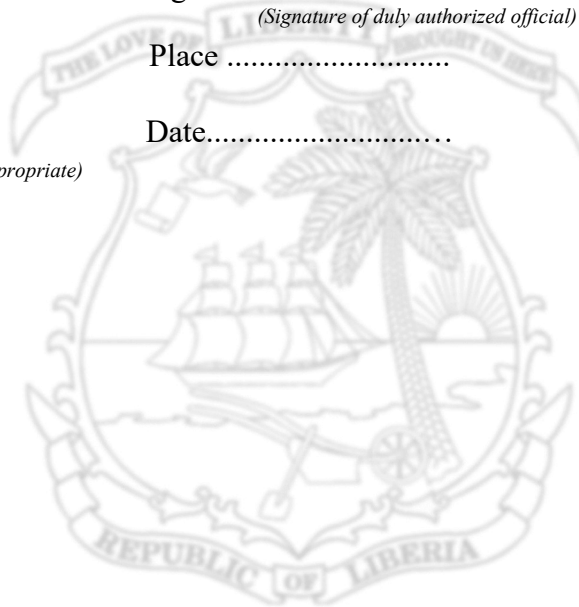 (Signature of duly authorized official)
THE LOVE OF LIBERTY BROUGHT US HERE
Place ...........................
Date..............................
propriate)
REPUBLIC OF LIBERIA